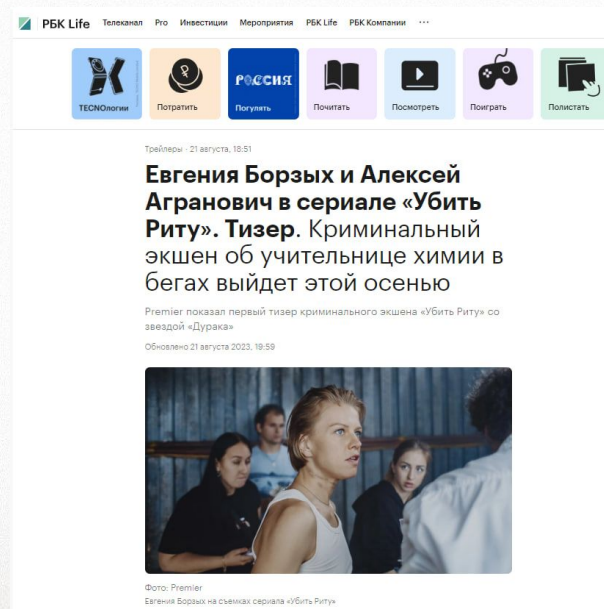 РБК Life Телеканал Pro Инвестиции Мероприятия РБК Life РБК Компании ···
TECNOлогии
Потратить
РОССИЯ
Погулять
Почитать
Посмотреть
Поиграть
Полистать
Трейлеры · 21 августа, 18:51
Евгения Борзых и Алексей
Агранович в сериале «Убить
Риту». Тизер. Криминальный
экшен об учительнице химии в
бегах выйдет этой осенью
Premier показал первый тизер криминального экшена «Убить Риту» со
звездой «Дурака»
Обновлено 21 августа 2023, 19:59
Фото: Premier
Евгения Борзых на съемках сериала «Убить Риту»